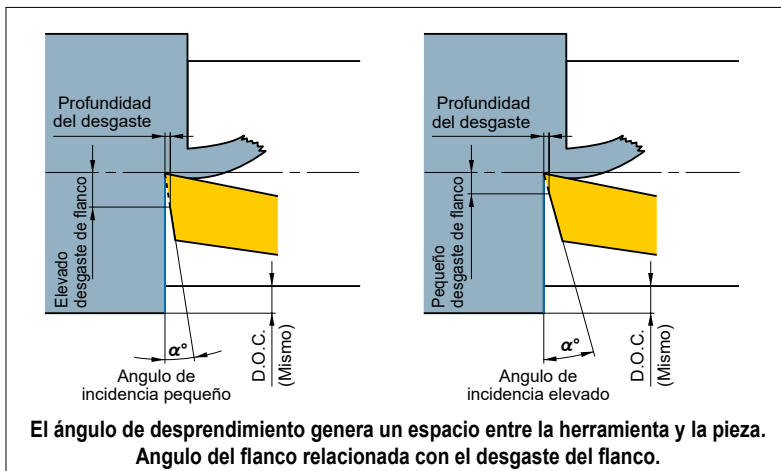 Profundidad
del desgaste
Elevado
desgaste de flanco
α°
Angulo de
incidencia pequeño
D.O.C.
(Mismo)
Profundidad
del desgaste
Pequeño
desgaste de flanco
α°
Angulo de
incidencia elevado
D.O.C.
(Mismo)
El ángulo de desprendimiento genera un espacio entre la herramienta y la pieza.
Angulo del flanco relacionada con el desgaste del flanco.